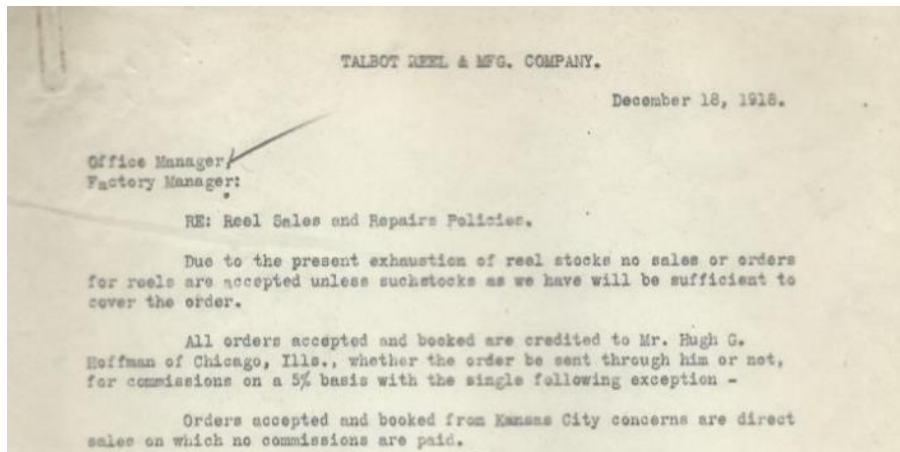 TALBOT REEL & MFG. COMPANY.
December 18, 1918.
Office Manager,
Factory Manager:
RE: Reel Sales and Repairs Policies.
Due to the present exhaustion of reel stocks no sales or orders
for reels are accepted unless suchstocks as we have will be sufficient to
cover the order.
All orders accepted and booked are credited to Mr. Hugh G.
Hoffman of Chicago, Ills., whether the order be sent through him or not,
for commissions on a 5% basis with the single following exception -
Orders accepted and booked from Kansas City concerns are direct
sales on which no commissions are paid.